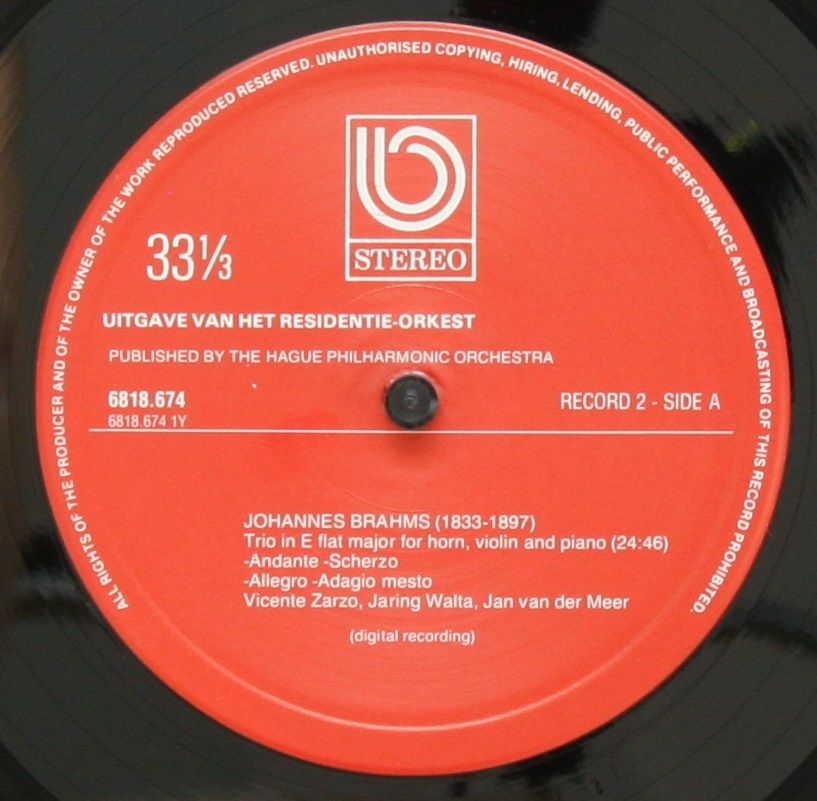 ALL RIGHTS OF THE PRODUCER AND OF THE OWNER OF THE WORK REPRODUCED RESERVED. UNAUTHORISED COPYING, HIRING, LENDING, PUBLIC PERFORMANCE AND BROADCASTING OF THIS RECORD PROHIBITED.
STEREO
33⅓
UITGAVE VAN HET RESIDENTIE-ORKEST
PUBLISHED BY THE HAGUE PHILHARMONIC ORCHESTRA
6818.674
RECORD 2 - SIDE A
6818.674 1Y
JOHANNES BRAHMS (1833-1897)
Trio in E flat major for horn, violin and piano (24:46)
-Andante -Scherzo
-Allegro -Adagio mesto
Vicente Zarzo, Jaring Walta, Jan van der Meer
(digital recording)